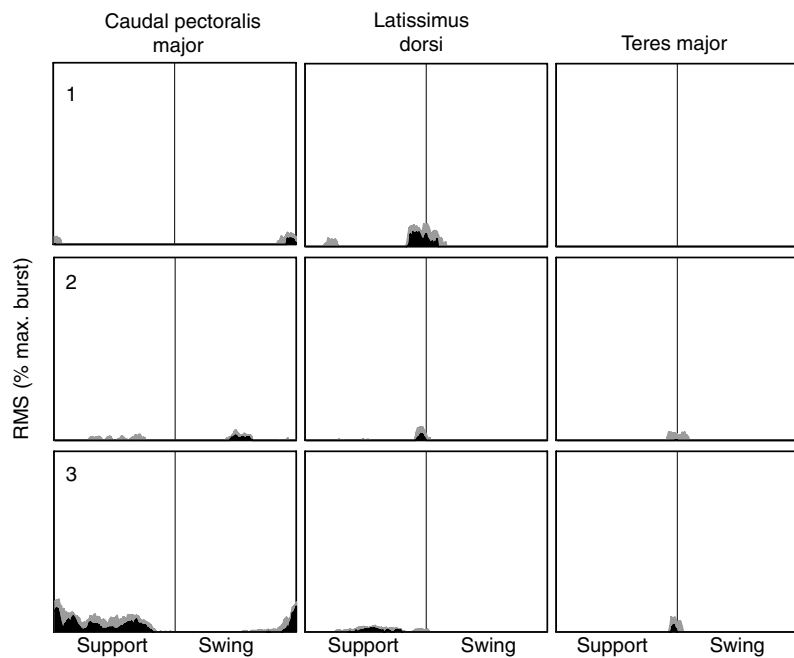 Caudal pectoralis
major
Latissimus
dorsi
Teres major
1
2
3
RMS (% max. burst)
Support Swing Support Swing Support Swing